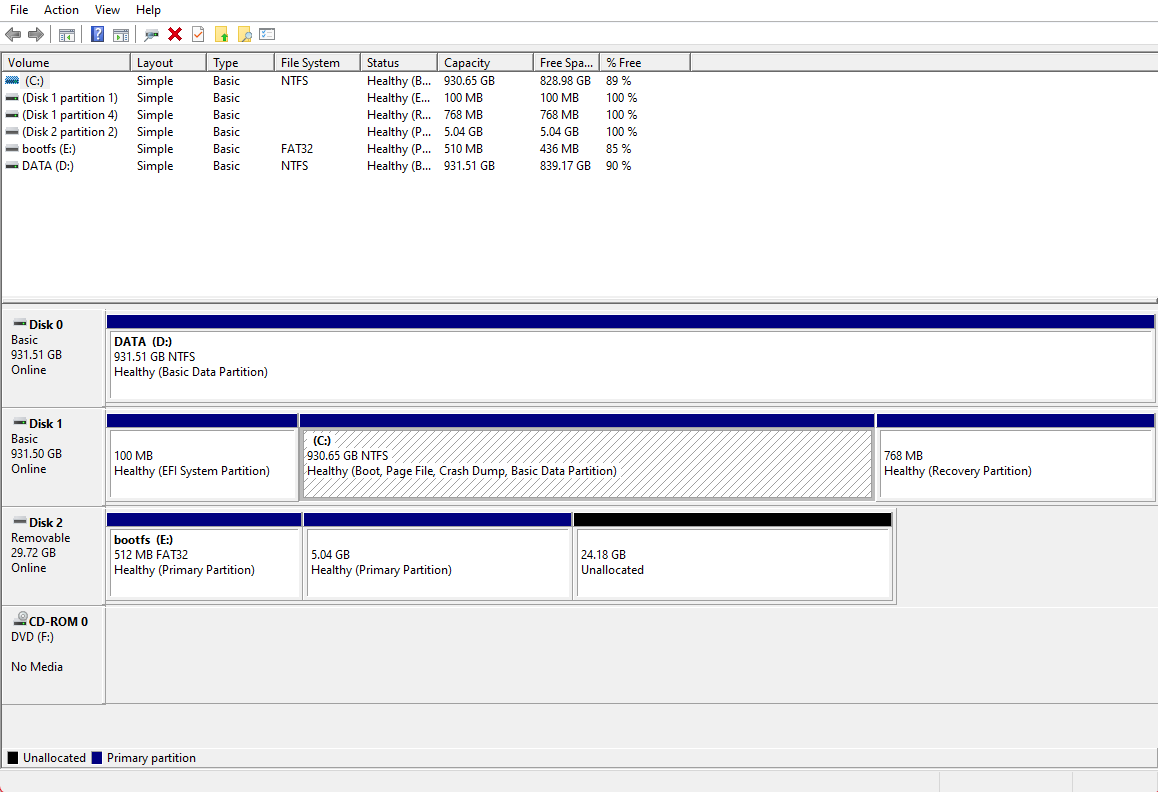 File Action View Help
Volume Layout Type File System Status Capacity Free Spa... % Free
(C:) Simple Basic NTFS Healthy (B... 930.65 GB 828.98 GB 89 %
(Disk 1 partition 1) Simple Basic Healthy (E... 100 MB 100 MB 100 %
(Disk 1 partition 4) Simple Basic Healthy (R... 768 MB 768 MB 100 %
(Disk 2 partition 2) Simple Basic Healthy (P... 5.04 GB 5.04 GB 100 %
bootfs (E:) Simple Basic FAT32 Healthy (P... 510 MB 436 MB 85 %
DATA (D:) Simple Basic NTFS Healthy (B... 931.51 GB 839.17 GB 90 %
Disk 0
Basic
931.51 GB
Online
DATA (D:)
931.51 GB NTFS
Healthy (Basic Data Partition)
Disk 1
Basic
931.50 GB
Online
100 MB
Healthy (EFI System Partition)
(C:)
930.65 GB NTFS
Healthy (Boot, Page File, Crash Dump, Basic Data Partition)
768 MB
Healthy (Recovery Partition)
Disk 2
Removable
29.72 GB
Online
bootfs (E:)
512 MB FAT32
Healthy (Primary Partition)
5.04 GB
Healthy (Primary Partition)
24.18 GB
Unallocated
CD-ROM 0
DVD (F:)
No Media
Unallocated Primary partition